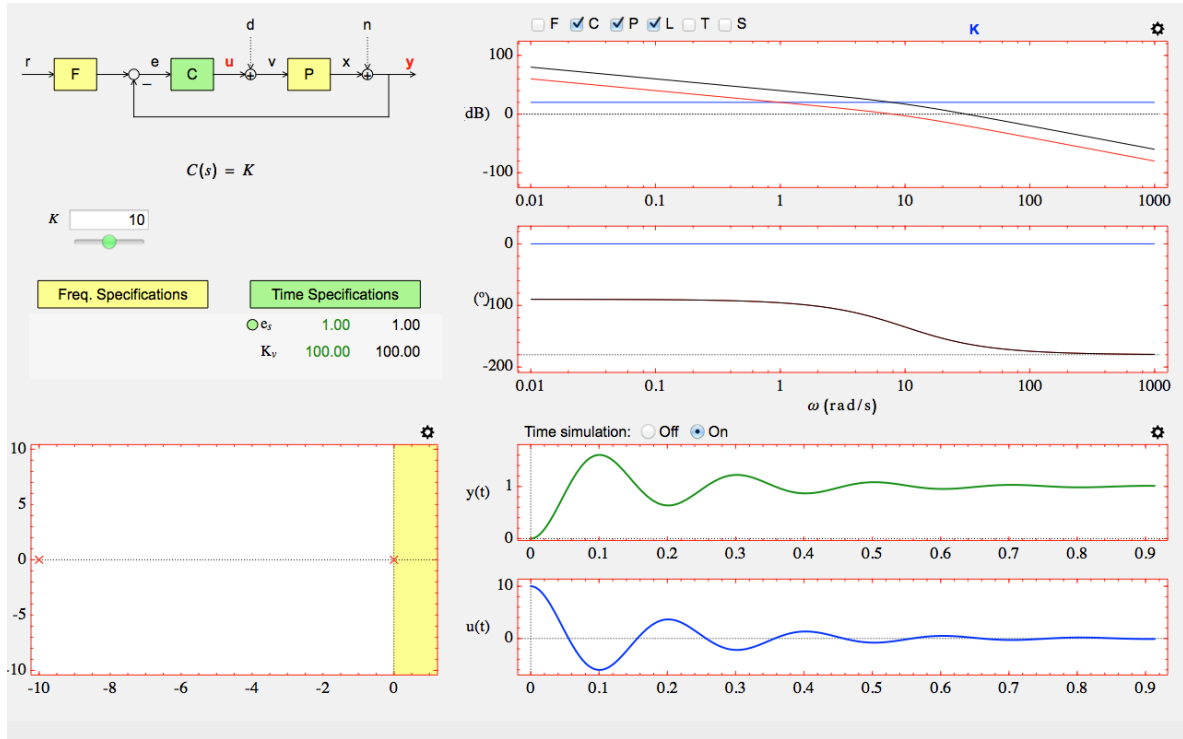 d n
r F e C u v P x y
−
C(s) = K
K 10
Freq. Specifications Time Specifications
e_s 1.00 1.00
K_v 100.00 100.00
F C P L T S K
100
0
dB)
-100
0.01 0.1 1 10 100 1000
0
(º)
100
-200
0.01 0.1 1 10 100 1000
ω (rad/s)
10
5
0
-5
-10
-10 -8 -6 -4 -2 0
Time simulation: Off On
y(t)
1
0
0 0.1 0.2 0.3 0.4 0.5 0.6 0.7 0.8 0.9
10
u(t)
0
0 0.1 0.2 0.3 0.4 0.5 0.6 0.7 0.8 0.9